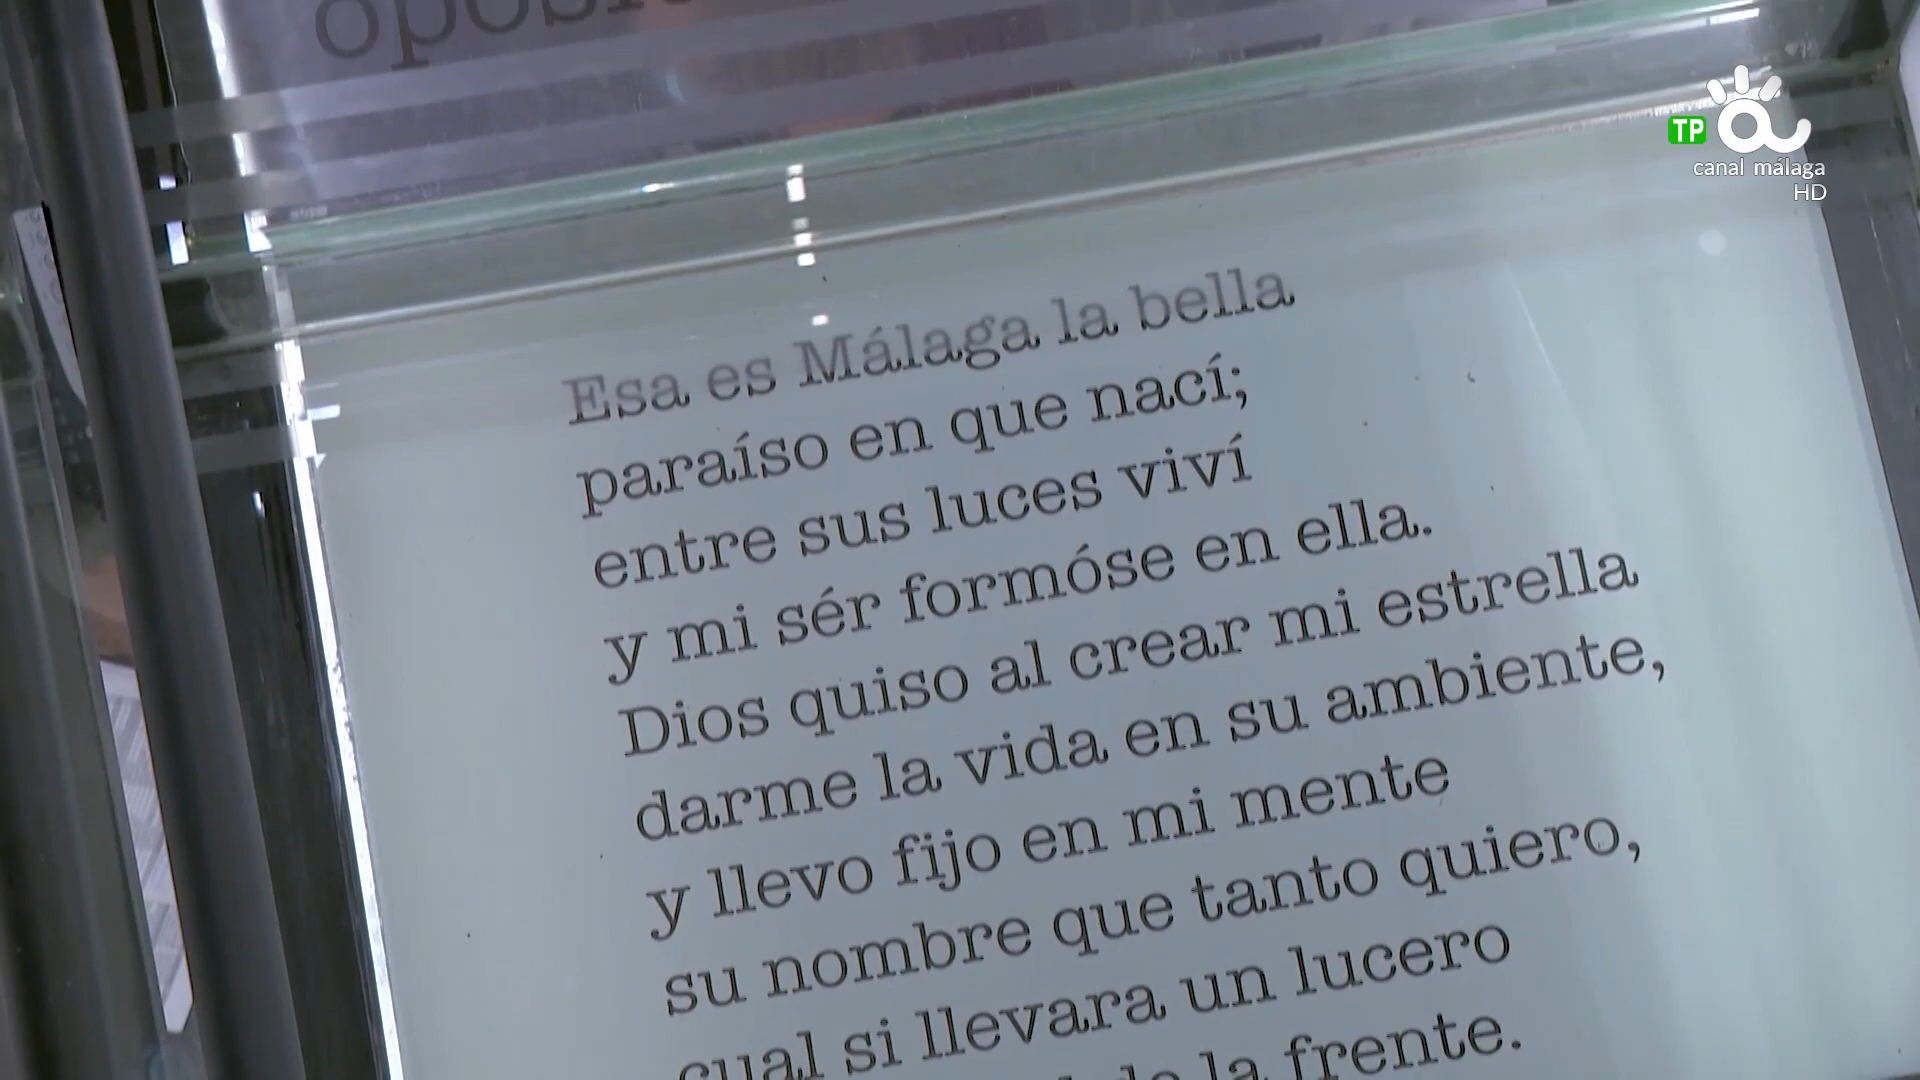 TP
canal málaga
HD
Esa es Málaga la bella
paraíso en que nací;
entre sus luces viví
y mi sér formóse en ella.
Dios quiso al crear mi estrella
darme la vida en su ambiente,
y llevo fijo en mi mente
su nombre que tanto quiero,
cual si llevara un lucero
la frente.